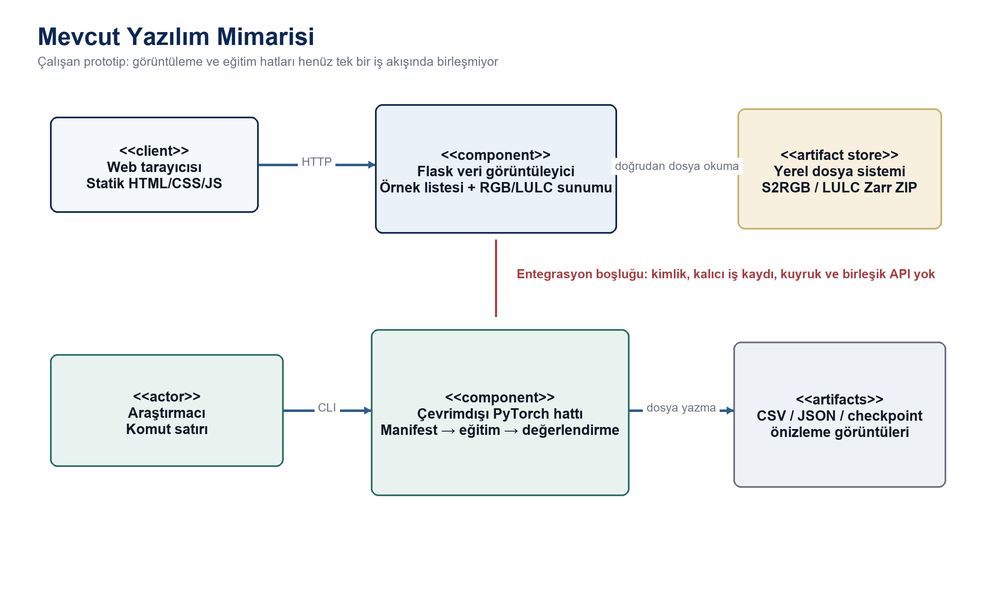 Mevcut Yazılım Mimarisi
Çalışan prototip: görüntüleme ve eğitim hatları henüz tek bir iş akışında birleşmiyor
<<client>>
Web tarayıcısı
Statik HTML/CSS/JS
HTTP
<<component>>
Flask veri görüntüleyici
Örnek listesi + RGB/LULC sunumu
doğrudan dosya okuma
<<artifact store>>
Yerel dosya sistemi
S2RGB / LULC Zarr ZIP
Entegrasyon boşluğu: kimlik, kalıcı iş kaydı, kuyruk ve birleşik API yok
<<actor>>
Araştırmacı
Komut satırı
CLI
<<component>>
Çevrimdışı PyTorch hattı
Manifest → eğitim → değerlendirme
dosya yazma
<<artifacts>>
CSV / JSON / checkpoint
önizleme görüntüleri